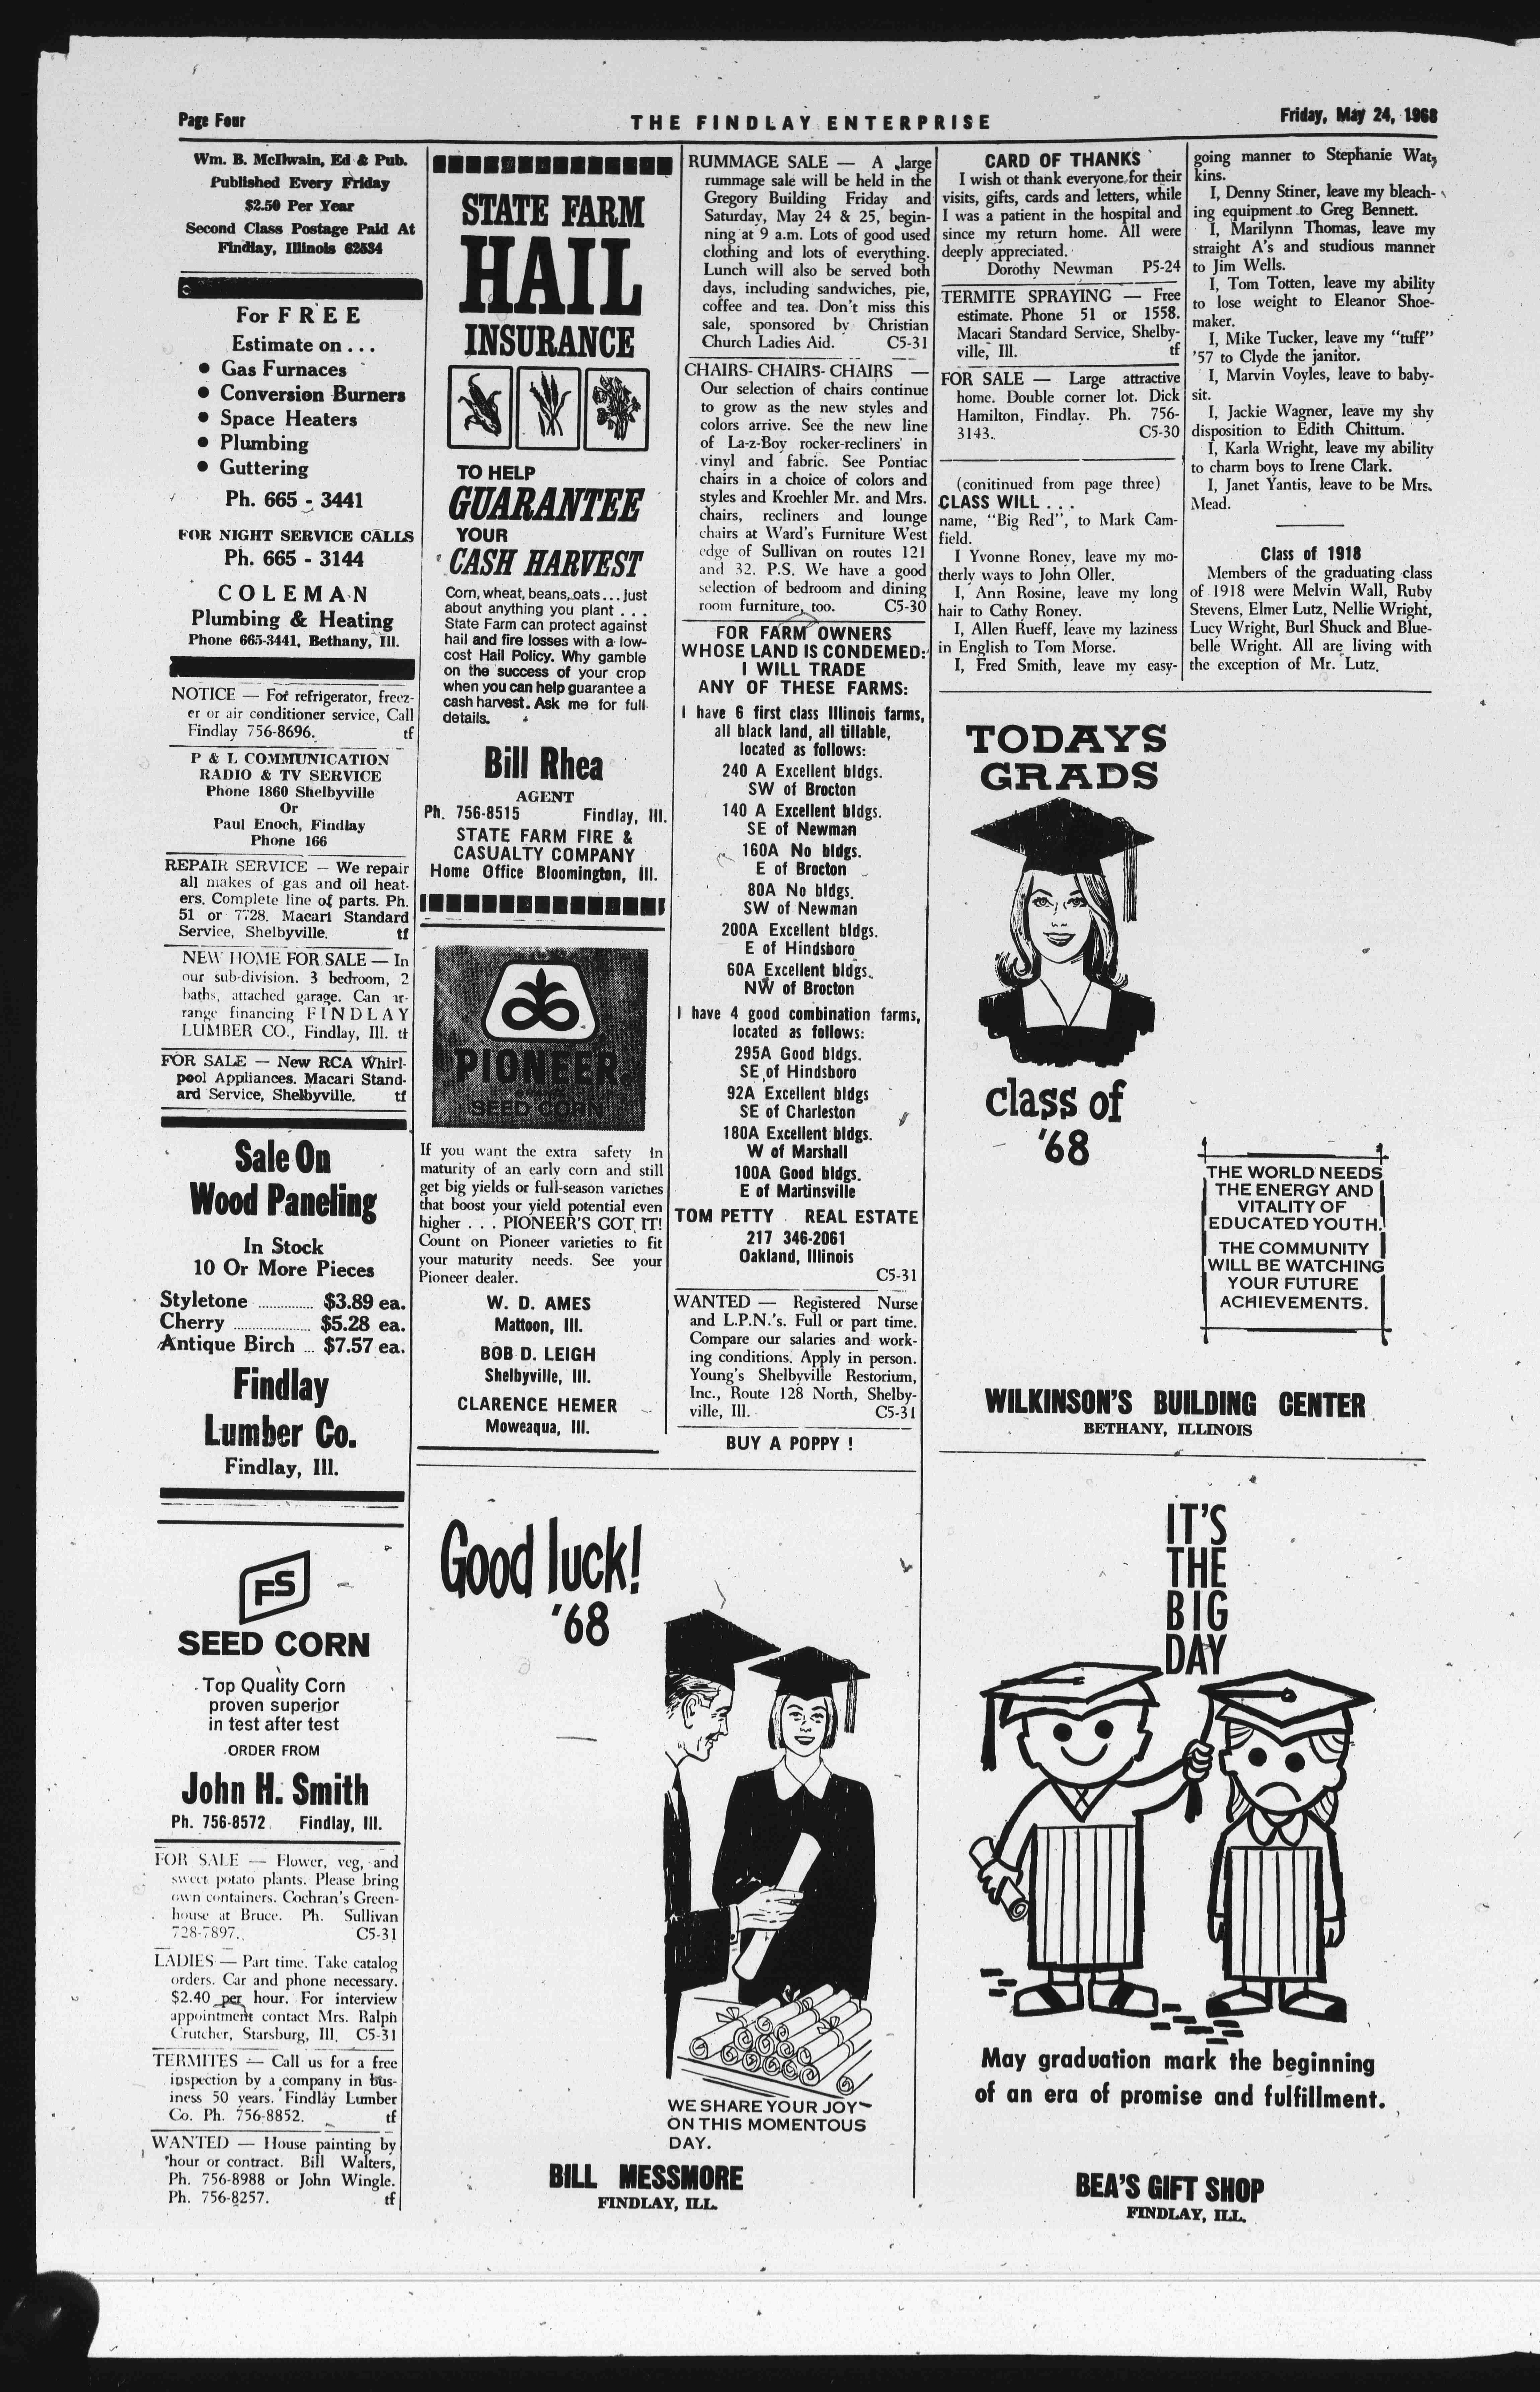 Page Four
THE FINDLAY ENTERPRISE
Friday, May 24, 1968
Wm. B. McIlwain, Ed & Pub.
Published Every Friday
$2.50 Per Year
Second Class Postage Paid At
Findlay, Illinois 62534
For FREE
Estimate on . . .
• Gas Furnaces
• Conversion Burners
• Space Heaters
• Plumbing
• Guttering
Ph. 665 - 3441
FOR NIGHT SERVICE CALLS
Ph. 665 - 3144
COLEMAN
Plumbing & Heating
Phone 665-3441, Bethany, Ill.
NOTICE — For refrigerator, freez-
er or air conditioner service, Call
Findlay 756-8696. tf
P & L COMMUNICATION
RADIO & TV SERVICE
Phone 1860 Shelbyville
Or
Paul Enoch, Findlay
Phone 166
REPAIR SERVICE — We repair
all makes of gas and oil heat-
ers. Complete line of parts. Ph.
51 or 7728. Macari Standard
Service, Shelbyville. tf
NEW HOME FOR SALE — In
our sub-division. 3 bedroom, 2
baths, attached garage. Can ar-
range financing FINDLAY
LUMBER CO., Findlay, Ill. tt
FOR SALE — New RCA Whirl-
pool Appliances. Macari Stand-
ard Service, Shelbyville. tf
Sale On
Wood Paneling
In Stock
10 Or More Pieces
Styletone .............. $3.89 ea.
Cherry .................... $5.28 ea.
Antique Birch ... $7.57 ea.
Findlay
Lumber Co.
Findlay, Ill.
FS
SEED CORN
Top Quality Corn
proven superior
in test after test
ORDER FROM
John H. Smith
Ph. 756-8572 Findlay, Ill.
FOR SALE — Flower, veg, and
sweet potato plants. Please bring
own containers. Cochran's Green-
house at Bruce. Ph. Sullivan
728-7897. C5-31
LADIES — Part time. Take catalog
orders. Car and phone necessary.
$2.40 per hour. For interview
appointment contact Mrs. Ralph
Crutcher, Starsburg, Ill. C5-31
TERMITES — Call us for a free
inspection by a company in bus-
iness 50 years. Findlay Lumber
Co. Ph. 756-8852. tf
WANTED — House painting by
hour or contract. Bill Walters,
Ph. 756-8988 or John Wingle.
Ph. 756-8257. tf
STATE FARM
HAIL
INSURANCE
TO HELP
GUARANTEE
YOUR
CASH HARVEST
Corn, wheat, beans, oats . . . just
about anything you plant . . .
State Farm can protect against
hail and fire losses with a low-
cost Hail Policy. Why gamble
on the success of your crop
when you can help guarantee a
cash harvest. Ask me for full
details.
Bill Rhea
AGENT
Ph. 756-8515 Findlay, Ill.
STATE FARM FIRE &
CASUALTY COMPANY
Home Office Bloomington, Ill.
PIONEER
BRAND
SEED CORN
If you want the extra safety in
maturity of an early corn and still
get big yields or full-season varieties
that boost your yield potential even
higher . . . PIONEER'S GOT IT!
Count on Pioneer varieties to fit
your maturity needs. See your
Pioneer dealer.
W. D. AMES
Mattoon, Ill.
BOB D. LEIGH
Shelbyville, Ill.
CLARENCE HEMER
Moweaqua, Ill.
RUMMAGE SALE — A large
rummage sale will be held in the
Gregory Building Friday and
Saturday, May 24 & 25, begin-
ning at 9 a.m. Lots of good used
clothing and lots of everything.
Lunch will also be served both
days, including sandwiches, pie,
coffee and tea. Don't miss this
sale, sponsored by Christian
Church Ladies Aid. C5-31
CHAIRS- CHAIRS- CHAIRS —
Our selection of chairs continue
to grow as the new styles and
colors arrive. See the new line
of La-z-Boy rocker-recliners in
vinyl and fabric. See Pontiac
chairs in a choice of colors and
styles and Kroehler Mr. and Mrs.
chairs, recliners and lounge
chairs at Ward's Furniture West
edge of Sullivan on routes 121
and 32. P.S. We have a good
selection of bedroom and dining
room furniture, too. C5-30
FOR FARM OWNERS
WHOSE LAND IS CONDEMED:
I WILL TRADE
ANY OF THESE FARMS:
I have 6 first class Illinois farms,
all black land, all tillable,
located as follows:
240 A Excellent bldgs.
SW of Brocton
140 A Excellent bldgs.
SE of Newman
160A No bldgs.
E of Brocton
80A No bldgs.
SW of Newman
200A Excellent bldgs.
E of Hindsboro
60A Excellent bldgs.
NW of Brocton
I have 4 good combination farms,
located as follows:
295A Good bldgs.
SE of Hindsboro
92A Excellent bldgs
SE of Charleston
180A Excellent bldgs.
W of Marshall
100A Good bldgs.
E of Martinsville
TOM PETTY REAL ESTATE
217 346-2061
Oakland, Illinois
C5-31
WANTED — Registered Nurse
and L.P.N.'s. Full or part time.
Compare our salaries and work-
ing conditions. Apply in person.
Young's Shelbyville Restorium,
Inc., Route 128 North, Shelby-
ville, Ill. C5-31
BUY A POPPY !
Good luck!
'68
WE SHARE YOUR JOY
ON THIS MOMENTOUS
DAY.
BILL MESSMORE
FINDLAY, ILL.
CARD OF THANKS
I wish ot thank everyone for their
visits, gifts, cards and letters, while
I was a patient in the hospital and
since my return home. All were
deeply appreciated.
Dorothy Newman P5-24
TERMITE SPRAYING — Free
estimate. Phone 51 or 1558.
Macari Standard Service, Shelby-
ville, Ill. tf
FOR SALE — Large attractive
home. Double corner lot. Dick
Hamilton, Findlay. Ph. 756-
3143. C5-30
(conitinued from page three)
CLASS WILL . . .
name, "Big Red", to Mark Cam-
field.
I Yvonne Roney, leave my mo-
therly ways to John Oller.
I, Ann Rosine, leave my long
hair to Cathy Roney.
I, Allen Rueff, leave my laziness
in English to Tom Morse.
I, Fred Smith, leave my easy-
going manner to Stephanie Wat-
kins.
I, Denny Stiner, leave my bleach-
ing equipment to Greg Bennett.
I, Marilynn Thomas, leave my
straight A's and studious manner
to Jim Wells.
I, Tom Totten, leave my ability
to lose weight to Eleanor Shoe-
maker.
I, Mike Tucker, leave my "tuff"
'57 to Clyde the janitor.
I, Marvin Voyles, leave to baby-
sit.
I, Jackie Wagner, leave my shy
disposition to Edith Chittum.
I, Karla Wright, leave my ability
to charm boys to Irene Clark.
I, Janet Yantis, leave to be Mrs.
Mead.
Class of 1918
Members of the graduating class
of 1918 were Melvin Wall, Ruby
Stevens, Elmer Lutz, Nellie Wright,
Lucy Wright, Burl Shuck and Blue-
belle Wright. All are living with
the exception of Mr. Lutz.
TODAYS
GRADS
class of
'68
THE WORLD NEEDS
THE ENERGY AND
VITALITY OF
EDUCATED YOUTH.
THE COMMUNITY
WILL BE WATCHING
YOUR FUTURE
ACHIEVEMENTS.
WILKINSON'S BUILDING CENTER
BETHANY, ILLINOIS
IT'S
THE
BIG
DAY
May graduation mark the beginning
of an era of promise and fulfillment.
BEA'S GIFT SHOP
FINDLAY, ILL.